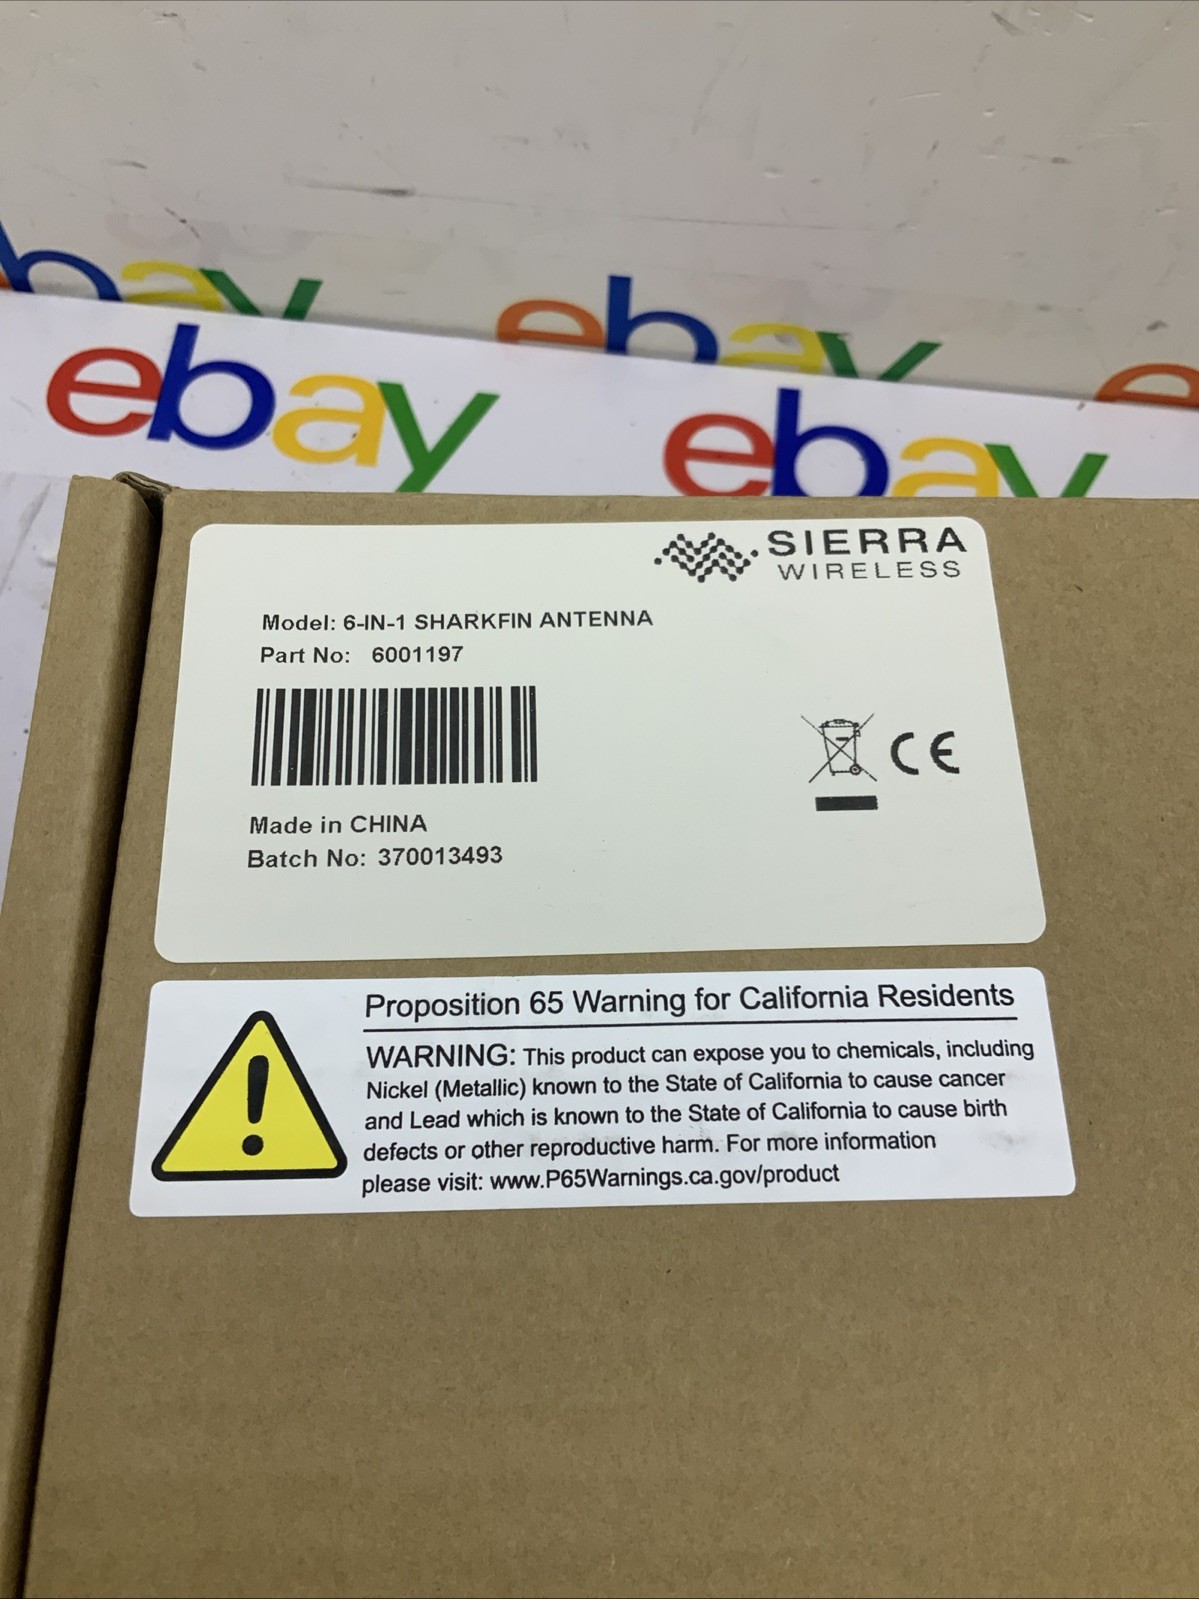 ebay
ebay
ebay ebay
SIERRA
WIRELESS
Model: 6-IN-1 SHARKFIN ANTENNA
Part No: 6001197
CE
Made in CHINA
Batch No: 370013493
Proposition 65 Warning for California Residents
WARNING: This product can expose you to chemicals, including
Nickel (Metallic) known to the State of California to cause cancer
and Lead which is known to the State of California to cause birth
defects or other reproductive harm. For more information
please visit: www.P65Warnings.ca.gov/product